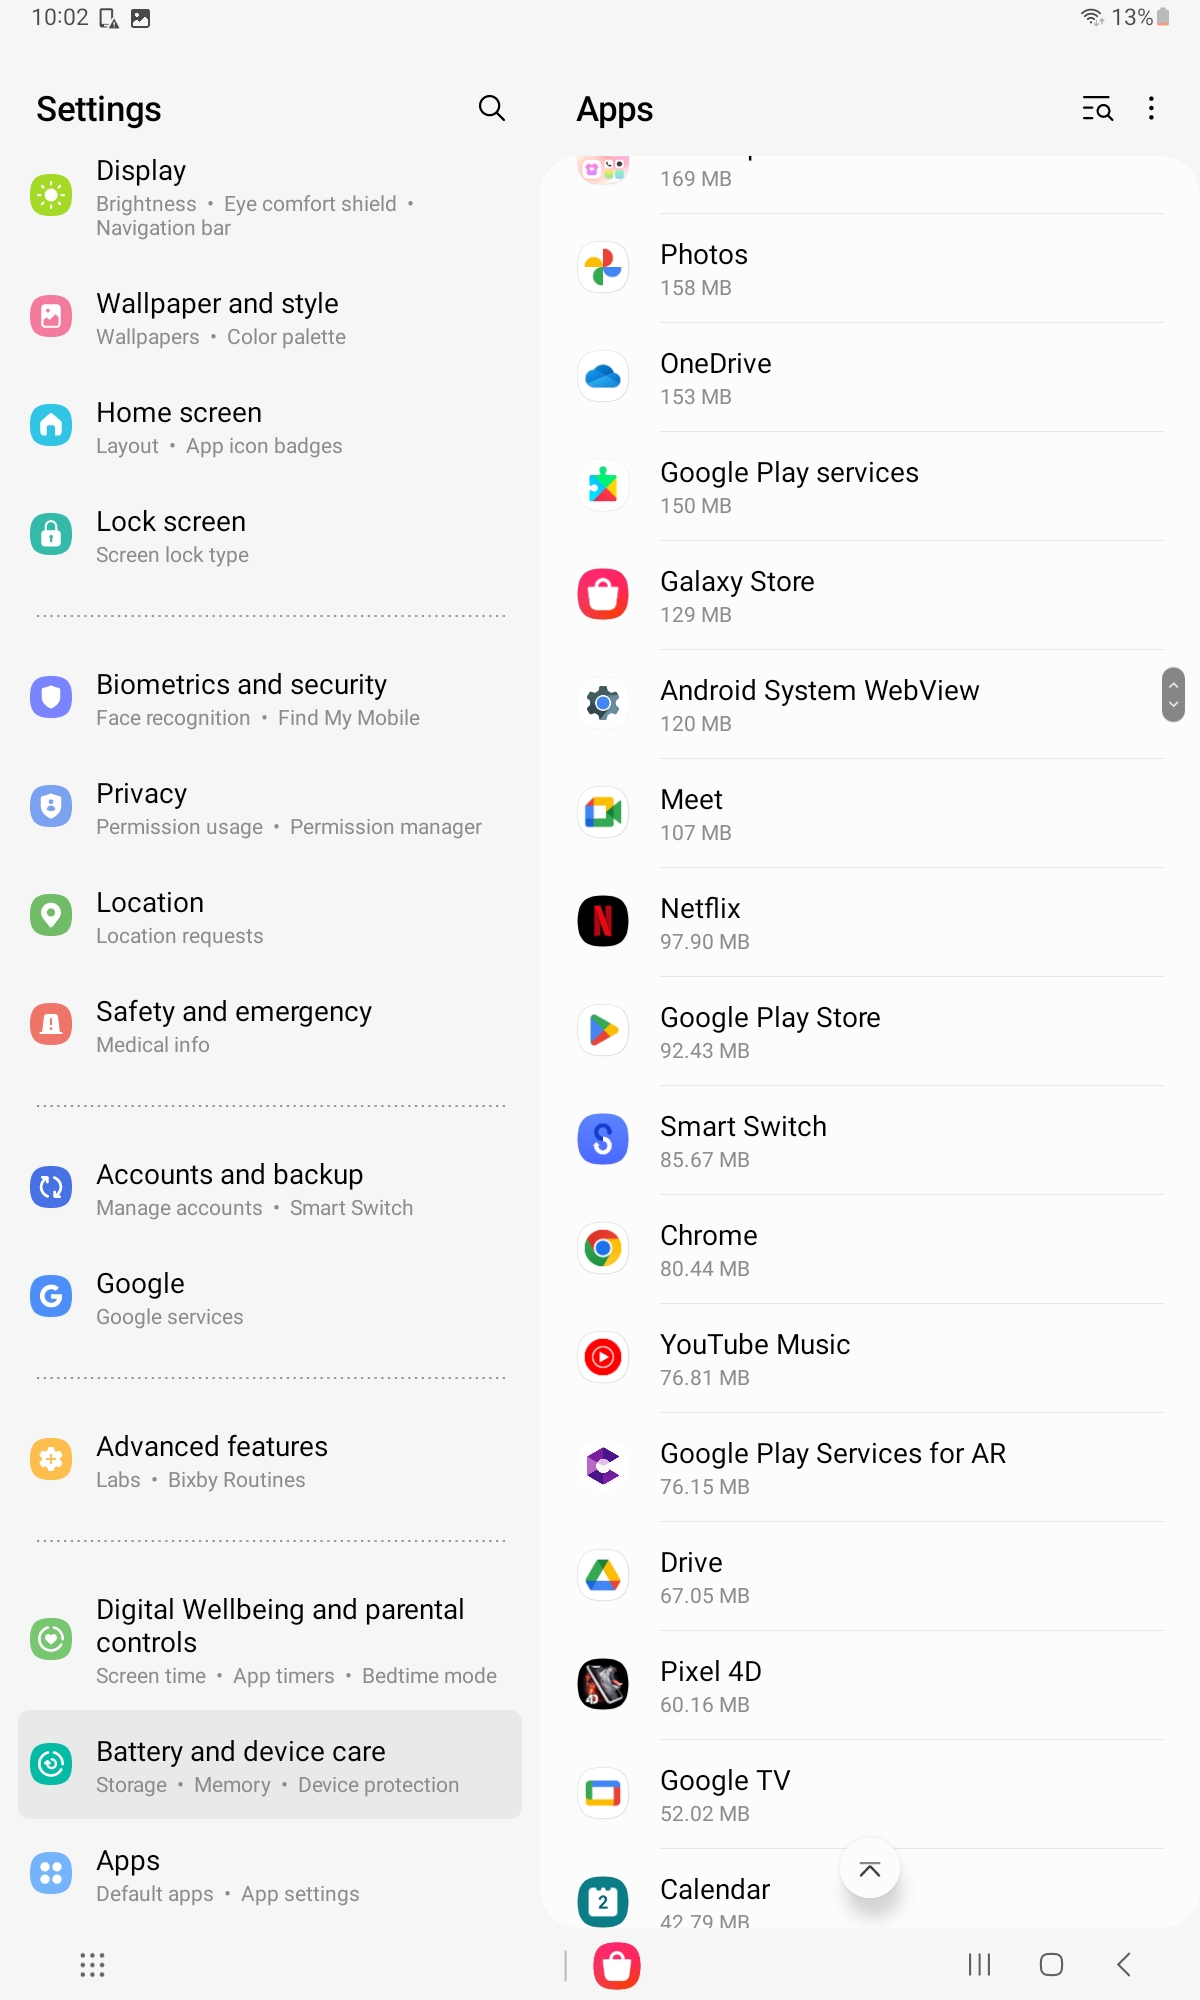 10:02
13%
Settings
Display
Brightness • Eye comfort shield •
Navigation bar
Wallpaper and style
Wallpapers • Color palette
Home screen
Layout • App icon badges
Lock screen
Screen lock type
Biometrics and security
Face recognition • Find My Mobile
Privacy
Permission usage • Permission manager
Location
Location requests
Safety and emergency
Medical info
Accounts and backup
Manage accounts • Smart Switch
Google
Google services
Advanced features
Labs • Bixby Routines
Digital Wellbeing and parental
controls
Screen time • App timers • Bedtime mode
Battery and device care
Storage • Memory • Device protection
Apps
Default apps • App settings
Apps
169 MB
Photos
158 MB
OneDrive
153 MB
Google Play services
150 MB
Galaxy Store
129 MB
Android System WebView
120 MB
Meet
107 MB
Netflix
97.90 MB
Google Play Store
92.43 MB
Smart Switch
85.67 MB
Chrome
80.44 MB
YouTube Music
76.81 MB
Google Play Services for AR
76.15 MB
Drive
67.05 MB
Pixel 4D
60.16 MB
Google TV
52.02 MB
Calendar
42.79 MB